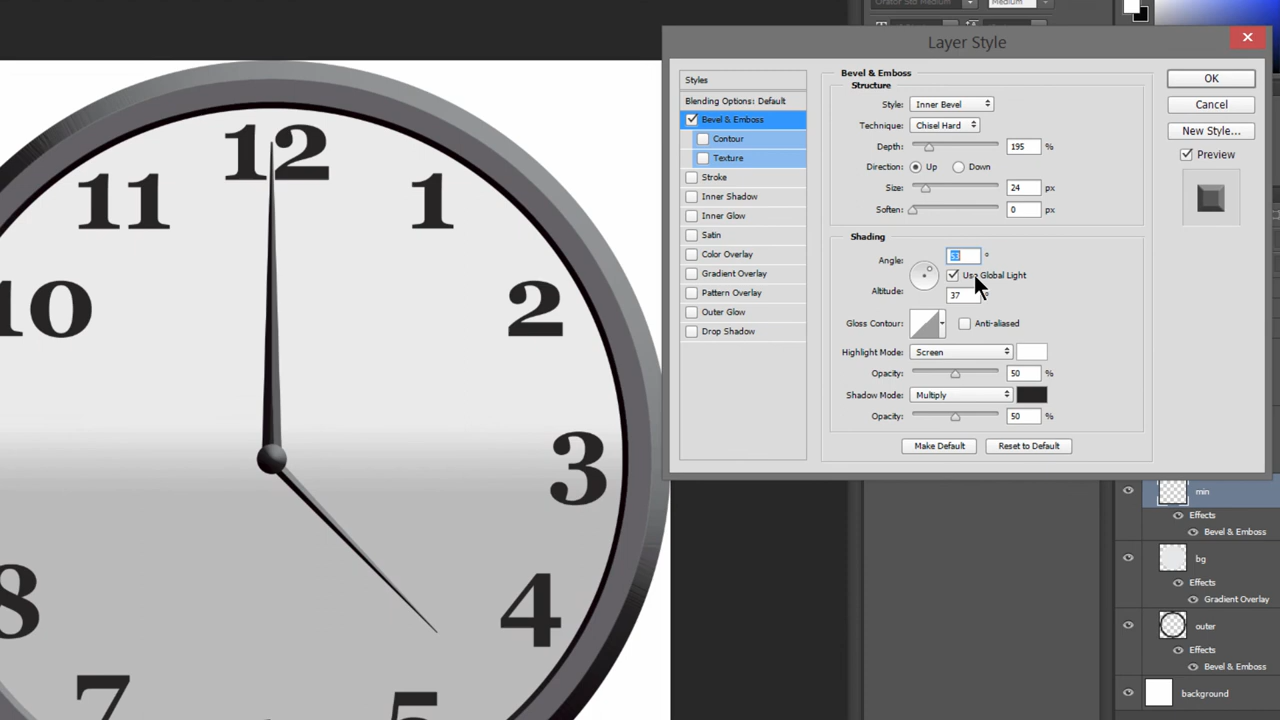 Orator Std Medium
Medium
Layer Style
Styles
Blending Options: Default
Bevel & Emboss
Contour
Texture
Stroke
Inner Shadow
Inner Glow
Satin
Color Overlay
Gradient Overlay
Pattern Overlay
Outer Glow
Drop Shadow
Bevel & Emboss
Structure
Style: Inner Bevel
Technique: Chisel Hard
Depth: 195 %
Direction: Up Down
Size: 24 px
Soften: 0 px
Shading
Angle: 53 °
Use Global Light
Altitude: 37 °
Gloss Contour: Anti-aliased
Highlight Mode: Screen
Opacity: 50 %
Shadow Mode: Multiply
Opacity: 50 %
Make Default Reset to Default
OK
Cancel
New Style...
Preview
12
11 1
10 2
3
8 4
7 5
min
Effects
Bevel & Emboss
bg
Effects
Gradient Overlay
outer
Effects
Bevel & Emboss
background